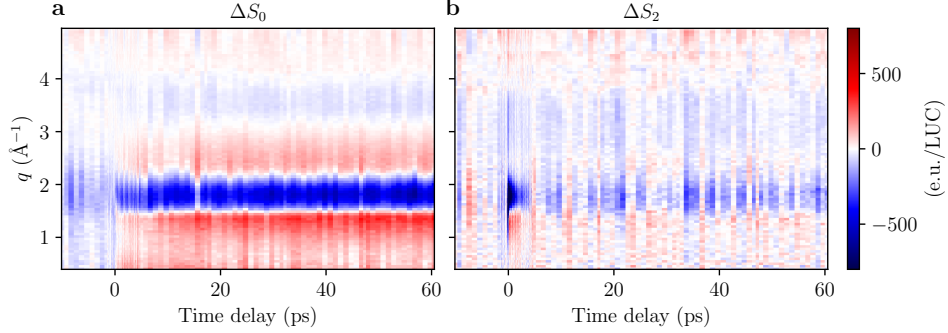 a
ΔS₀
b
ΔS₂
4
3
2
1
q (Å⁻¹)
0
20
40
60
Time delay (ps)
0
20
40
60
Time delay (ps)
500
0
−500
(e.u./LUC)